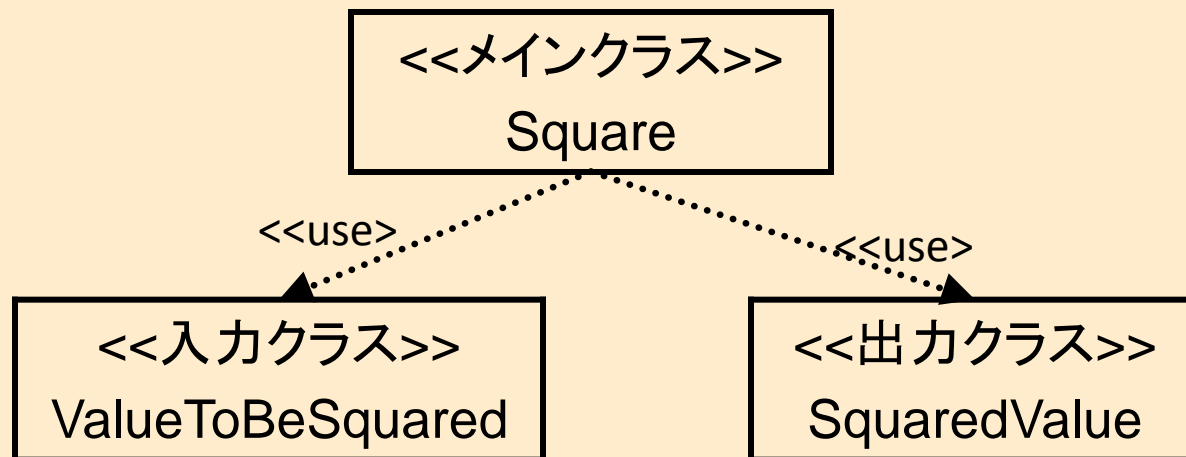 <<メインクラス>>
Square
<<use>
<<use>
<<入力クラス>>
ValueToBeSquared
<<出力クラス>>
SquaredValue